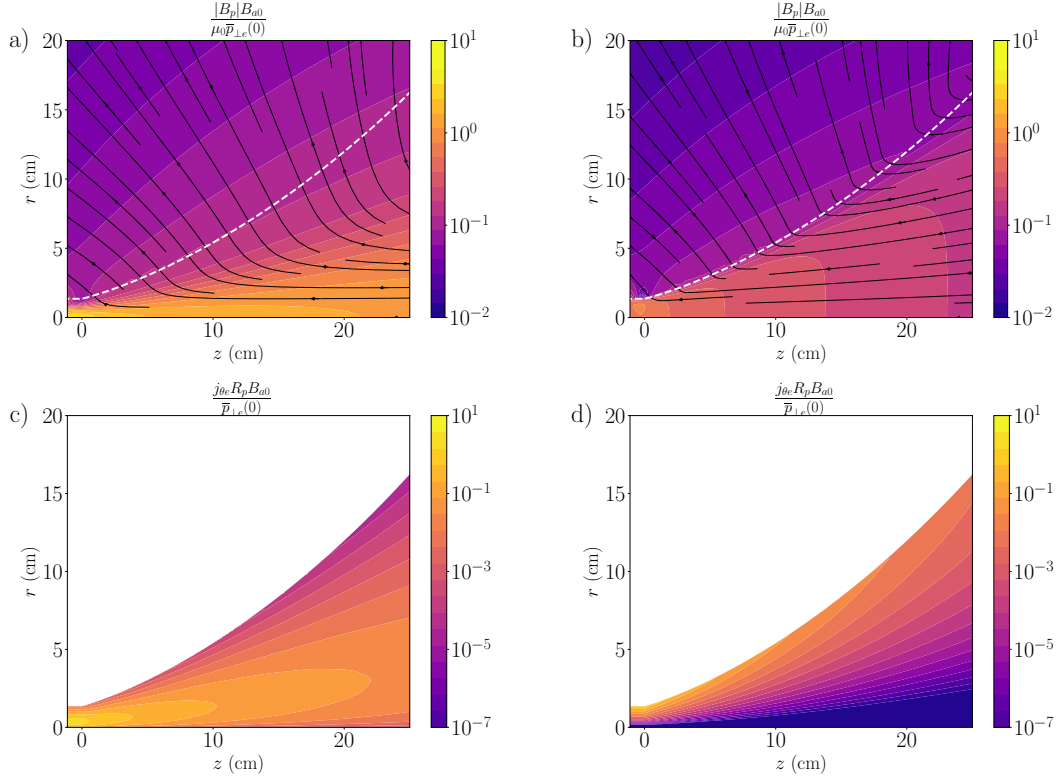 a)
|B_p|B_{a0}
μ_0 p̅_{⊥e}(0)
20
15
10
5
0
r (cm)
0 10 20
z (cm)
10^1
10^0
10^{-1}
10^{-2}
b)
|B_p|B_{a0}
μ_0 p̅_{⊥e}(0)
20
15
10
5
0
r (cm)
0 10 20
z (cm)
10^1
10^0
10^{-1}
10^{-2}
c)
j_{θe} R_p B_{a0}
p̅_{⊥e}(0)
20
15
10
5
0
r (cm)
0 10 20
z (cm)
10^1
10^{-1}
10^{-3}
10^{-5}
10^{-7}
d)
j_{θe} R_p B_{a0}
p̅_{⊥e}(0)
20
15
10
5
0
r (cm)
0 10 20
z (cm)
10^1
10^{-1}
10^{-3}
10^{-5}
10^{-7}